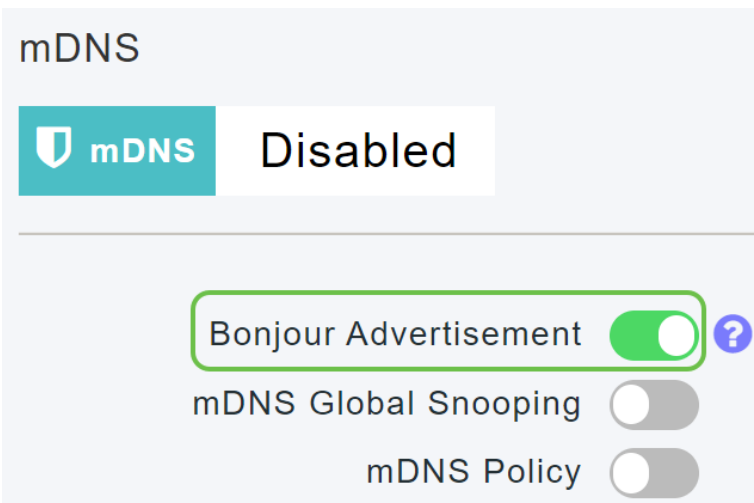 mDNS
mDNS Disabled
Bonjour Advertisement ?
mDNS Global Snooping
mDNS Policy